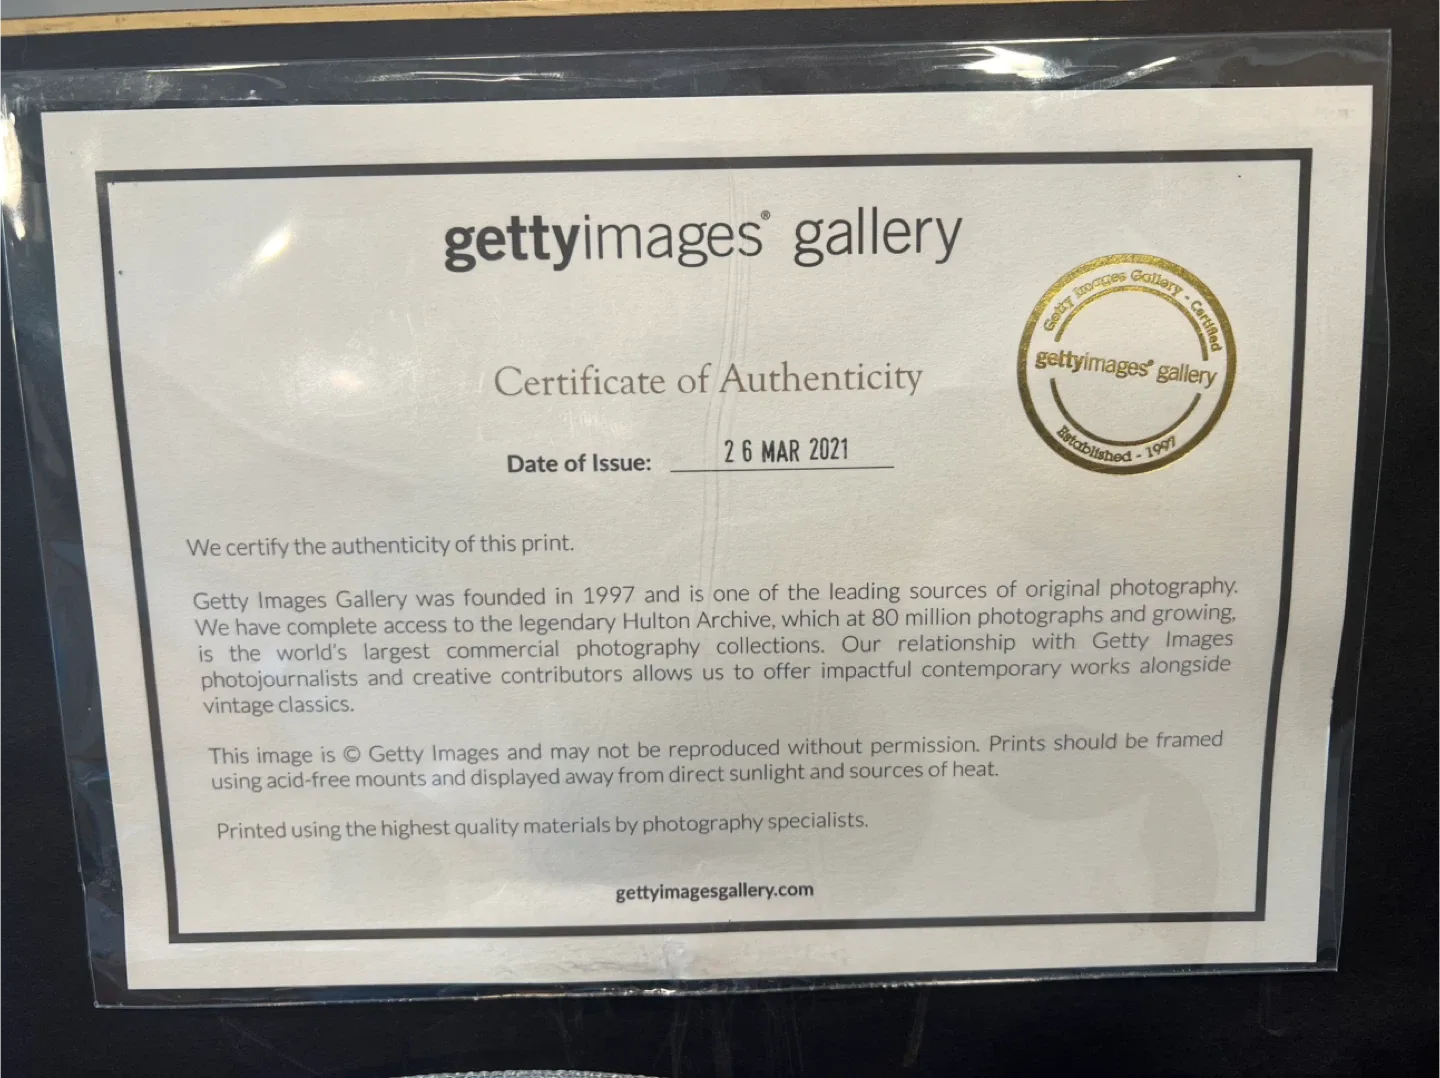 gettyimages® gallery
Getty Images Gallery - Certified
gettyimages® gallery
Established - 1997
Certificate of Authenticity
Date of Issue: 26 MAR 2021
We certify the authenticity of this print.
Getty Images Gallery was founded in 1997 and is one of the leading sources of original photography.
We have complete access to the legendary Hulton Archive, which at 80 million photographs and growing,
is the world's largest commercial photography collections. Our relationship with Getty Images
photojournalists and creative contributors allows us to offer impactful contemporary works alongside
vintage classics.
This image is © Getty Images and may not be reproduced without permission. Prints should be framed
using acid-free mounts and displayed away from direct sunlight and sources of heat.
Printed using the highest quality materials by photography specialists.
gettyimagesgallery.com